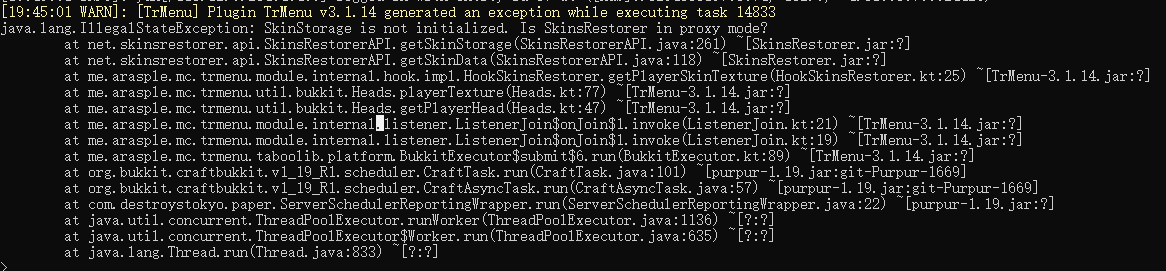 [19:45:01 WARN]: [TrMenu] Plugin TrMenu v3.1.14 generated an exception while executing task 14833
java.lang.IllegalStateException: SkinStorage is not initialized. Is SkinsRestorer in proxy mode?
at net.skinsrestorer.api.SkinsRestorerAPI.getSkinStorage(SkinsRestorerAPI.java:261) ~[SkinsRestorer.jar:?]
at net.skinsrestorer.api.SkinsRestorerAPI.getSkinData(SkinsRestorerAPI.java:118) ~[SkinsRestorer.jar:?]
at me.arasple.mc.trmenu.module.internal.hook.impl.HookSkinsRestorer.getPlayerSkinTexture(HookSkinsRestorer.kt:25) ~[TrMenu-3.1.14.jar:?]
at me.arasple.mc.trmenu.util.bukkit.Heads.playerTexture(Heads.kt:77) ~[TrMenu-3.1.14.jar:?]
at me.arasple.mc.trmenu.util.bukkit.Heads.getPlayerHead(Heads.kt:47) ~[TrMenu-3.1.14.jar:?]
at me.arasple.mc.trmenu.module.internal.listener.ListenerJoin$onJoin$1.invoke(ListenerJoin.kt:21) ~[TrMenu-3.1.14.jar:?]
at me.arasple.mc.trmenu.module.internal.listener.ListenerJoin$onJoin$1.invoke(ListenerJoin.kt:19) ~[TrMenu-3.1.14.jar:?]
at me.arasple.mc.trmenu.taboolib.platform.BukkitExecutor$submit$6.run(BukkitExecutor.kt:89) ~[TrMenu-3.1.14.jar:?]
at org.bukkit.craftbukkit.v1_19_R1.scheduler.CraftTask.run(CraftTask.java:101) ~[purpur-1.19.jar:git-Purpur-1669]
at org.bukkit.craftbukkit.v1_19_R1.scheduler.CraftAsyncTask.run(CraftAsyncTask.java:57) ~[purpur-1.19.jar:git-Purpur-1669]
at com.destroystokyo.paper.ServerSchedulerReportingWrapper.run(ServerSchedulerReportingWrapper.java:22) ~[purpur-1.19.jar:?]
at java.util.concurrent.ThreadPoolExecutor.runWorker(ThreadPoolExecutor.java:1136) ~[?:?]
at java.util.concurrent.ThreadPoolExecutor$Worker.run(ThreadPoolExecutor.java:635) ~[?:?]
at java.lang.Thread.run(Thread.java:833) ~[?:?]
>